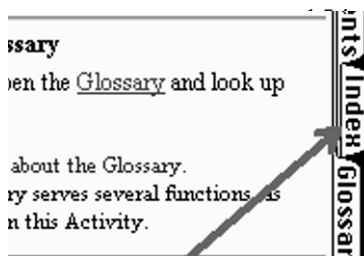 ssary
pen the Glossary and look up
about the Glossary.
ry serves several functions, as
n this Activity.
nts
Index
Glossar